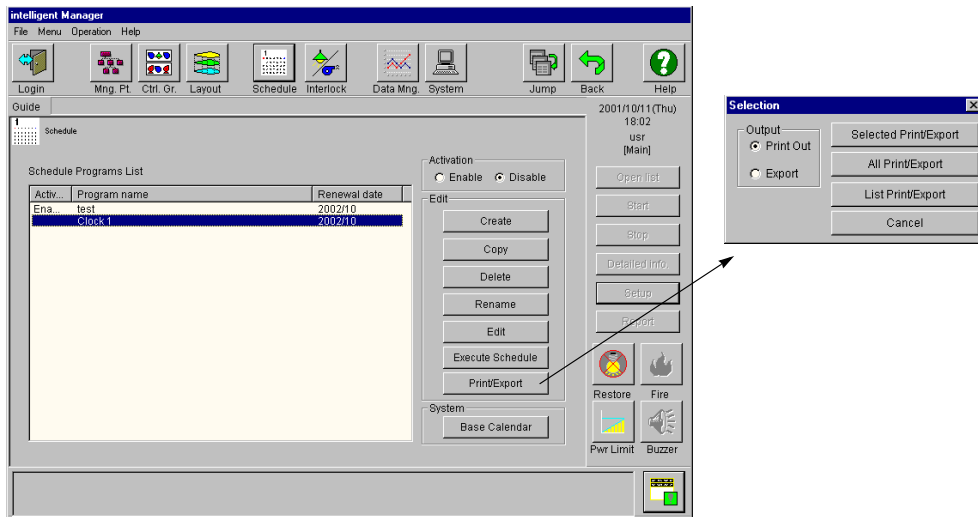 intelligent Manager
File Menu Operation Help
Login Mng. Pt. Ctrl. Gr. Layout Schedule Interlock Data Mng. System Jump Back Help
Guide
1
Schedule
2001/10/11(Thu)
18:02
usr
[Main]
Schedule Programs List
Activ... Program name Renewal date
Ena... test 2002/10
Clock 1 2002/10
Activation
Enable Disable
Edit
Create
Copy
Delete
Rename
Edit
Execute Schedule
Print/Export
System
Base Calendar
Open list
Start
Stop
Detailed info.
Setup
Report
Restore Fire
Pwr Limit Buzzer
Selection
Output
Print Out
Export
Selected Print/Export
All Print/Export
List Print/Export
Cancel